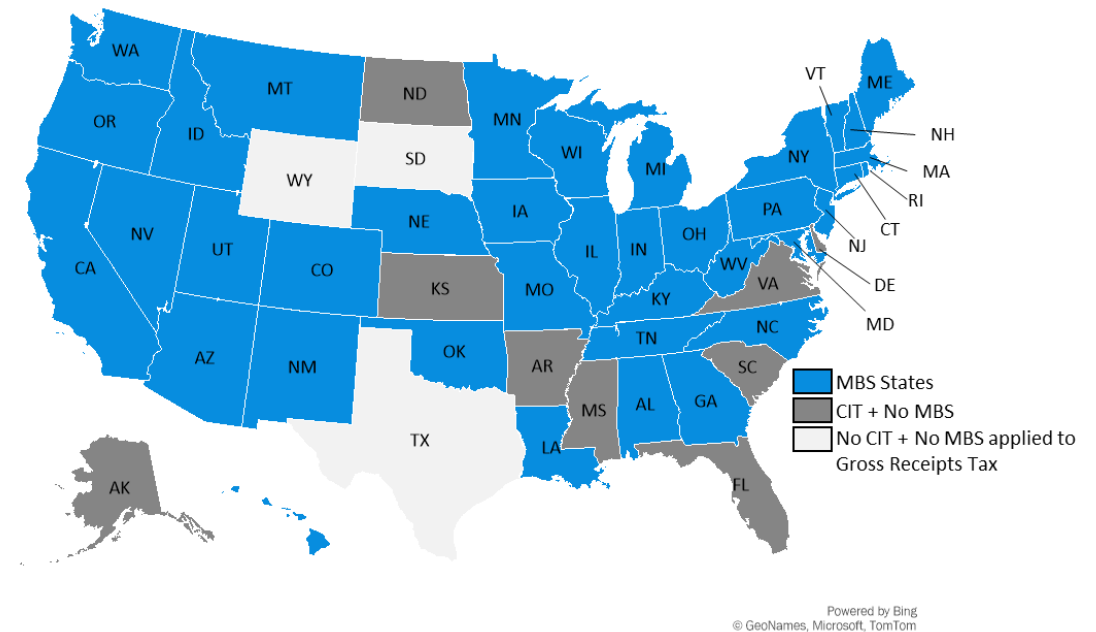 WA
MT
ND
VT
ME
OR
ID
MN
NH
SD
WI
NY
MI
MA
WY
RI
IA
PA
NE
CT
NV
OH
UT
IL
IN
NJ
CA
CO
WV
DE
KS
MO
VA
KY
MD
NC
TN
AZ
OK
NM
AR
SC
MBS States
AL
GA
MS
CIT + No MBS
TX
LA
No CIT + No MBS applied to
Gross Receipts Tax
AK
FL
Powered by Bing
© GeoNames, Microsoft, TomTom